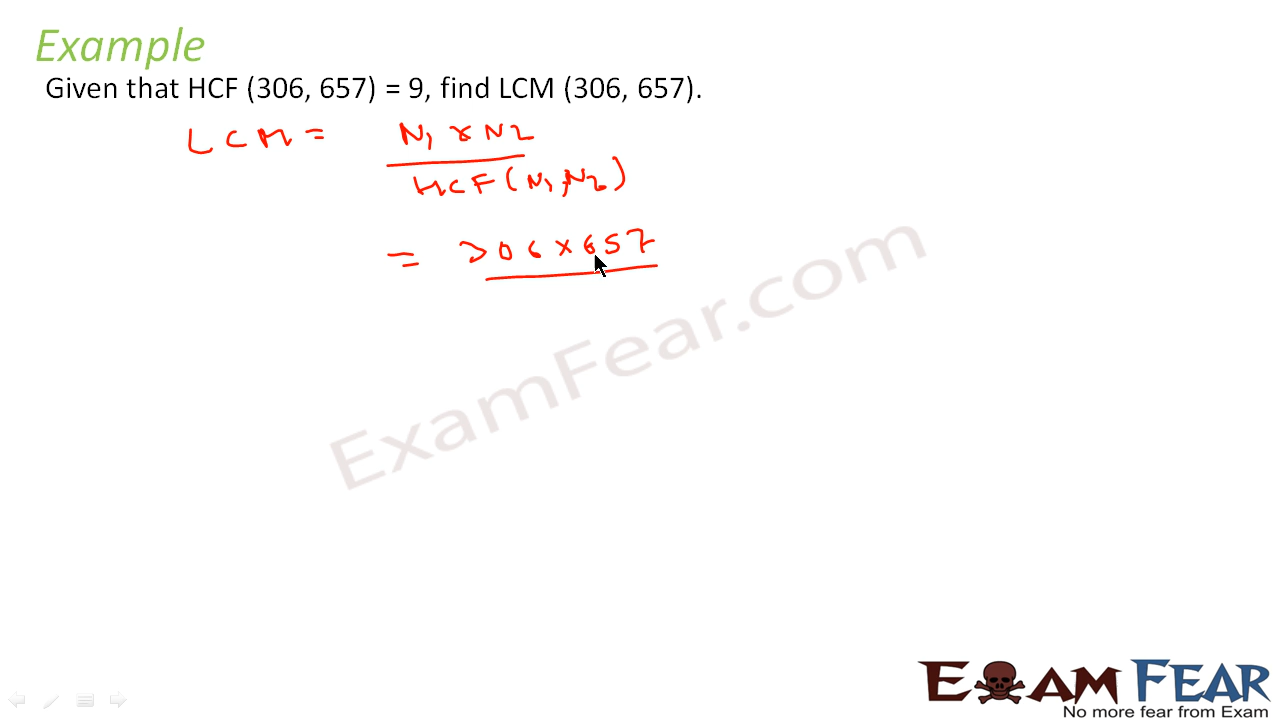 Example
Given that HCF (306, 657) = 9, find LCM (306, 657).
LCM = N1 x N2
HCF (N1, N2)
= 306 x 657
ExamFear.com
EXAM FEAR
No more fear from Exam